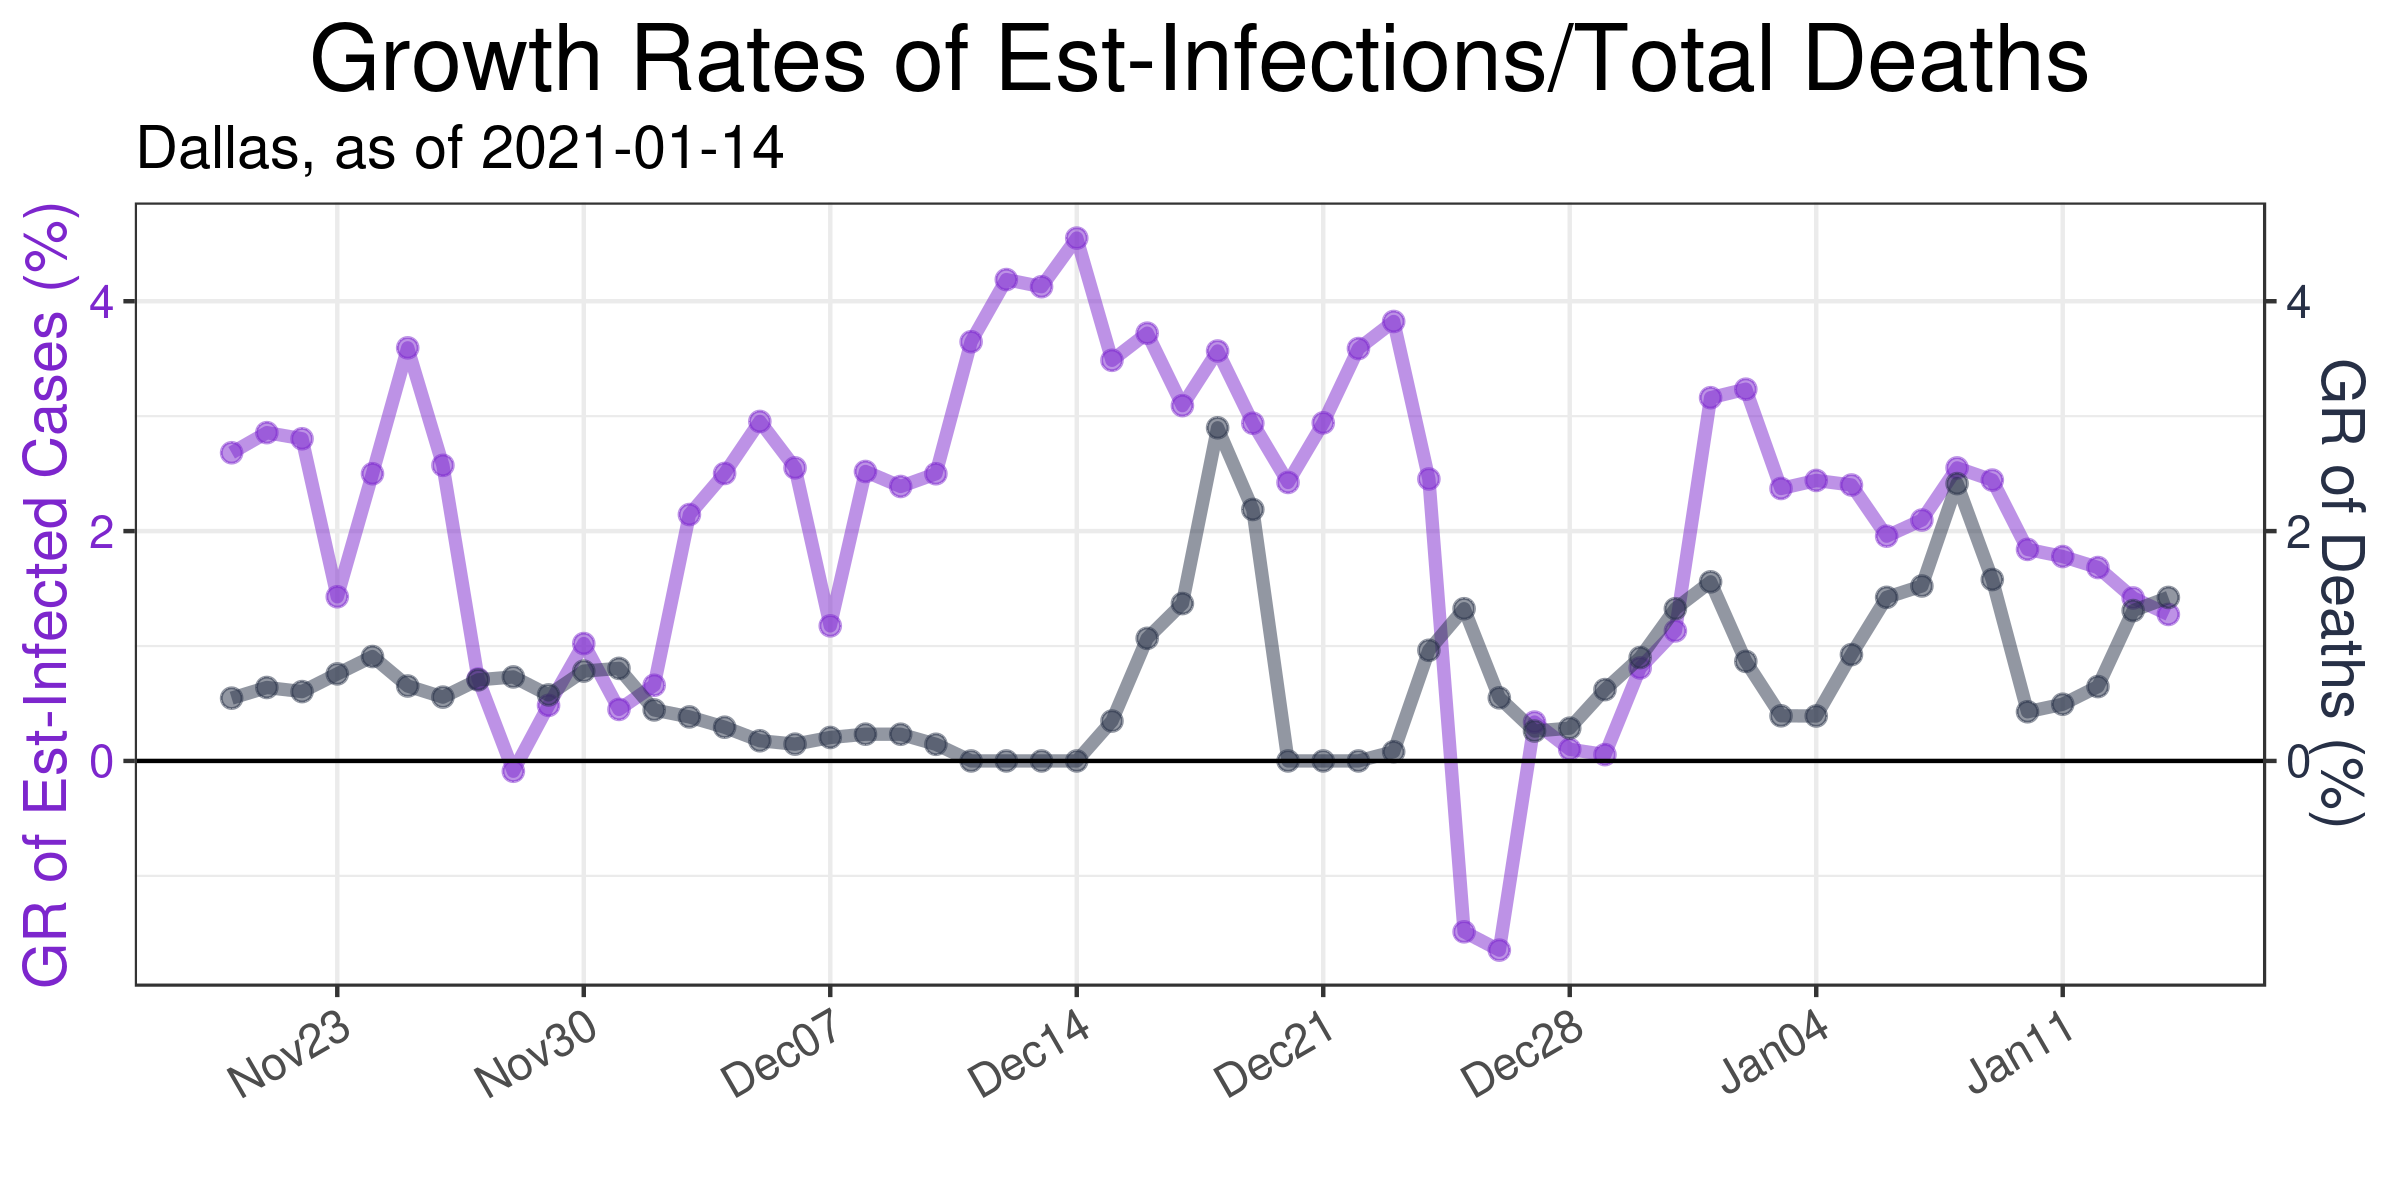 Growth Rates of Est-Infections/Total Deaths
Dallas, as of 2021-01-14
GR of Est-Infected Cases (%)
4
2
0
4
2
0
GR of Deaths (%)
Nov23
Nov30
Dec07
Dec14
Dec21
Dec28
Jan04
Jan11